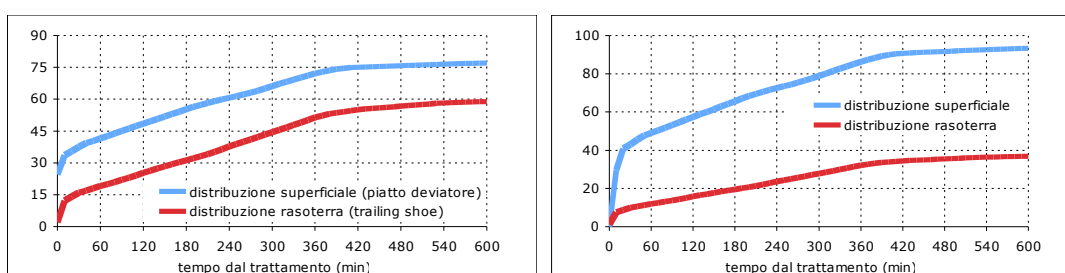 90
75
60
45
30
15
0
distribuzione superficiale (piatto deviatore)
distribuzione rasoterra (trailing shoe)
0 60 120 180 240 300 360 420 480 540 600
tempo dal trattamento (min)
100
80
60
40
20
0
distribuzione superficiale
distribuzione rasoterra
0 60 120 180 240 300 360 420 480 540 600
tempo dal trattamento (min)